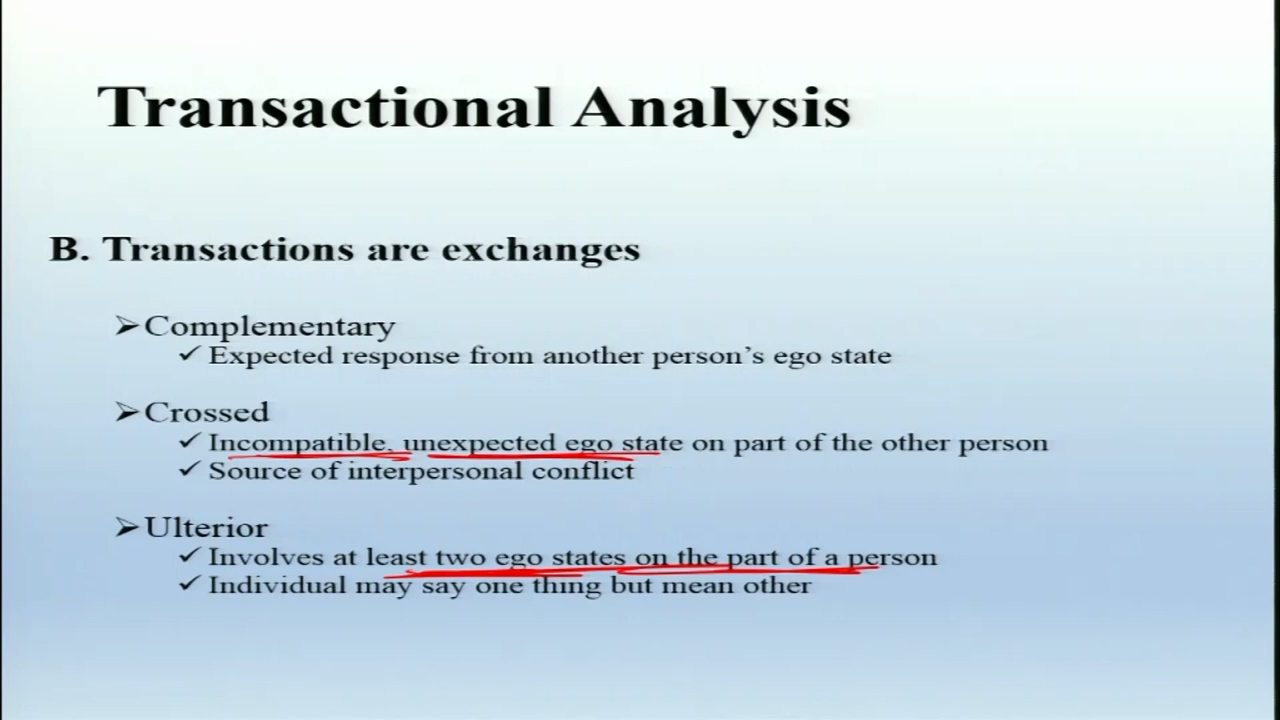 Transactional Analysis
B. Transactions are exchanges
➢Complementary
✓ Expected response from another person’s ego state
➢Crossed
✓ Incompatible, unexpected ego state on part of the other person
✓ Source of interpersonal conflict
➢Ulterior
✓ Involves at least two ego states on the part of a person
✓ Individual may say one thing but mean other